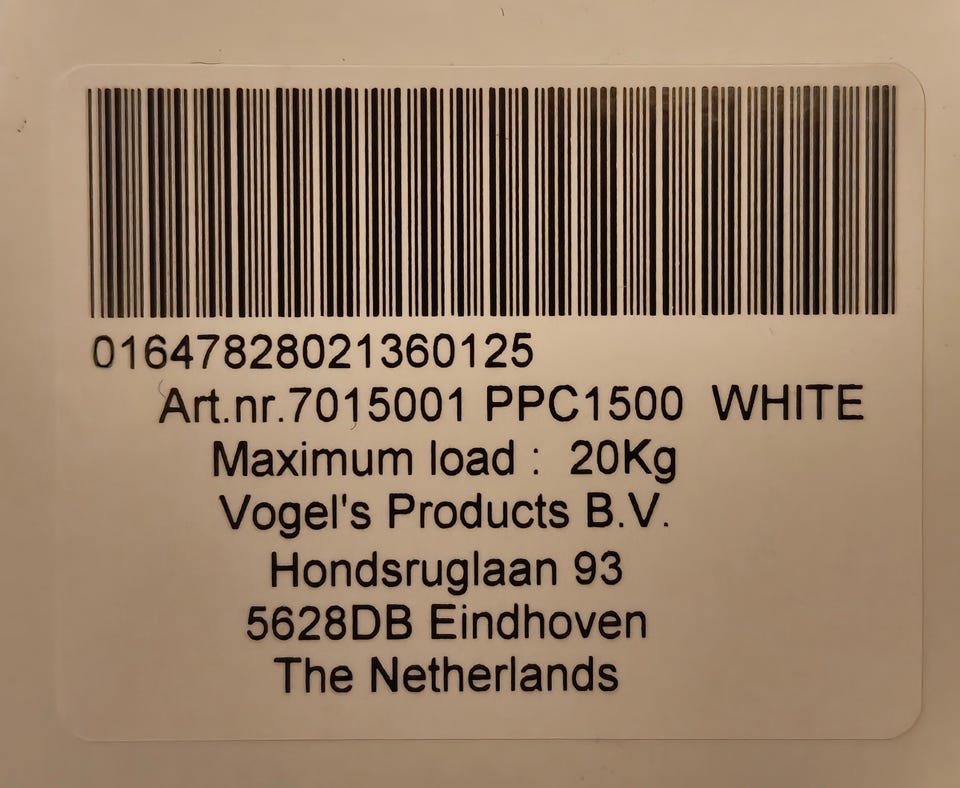 01647828021360125
Art.nr.7015001 PPC1500 WHITE
Maximum load : 20Kg
Vogel's Products B.V.
Hondsruglaan 93
5628DB Eindhoven
The Netherlands